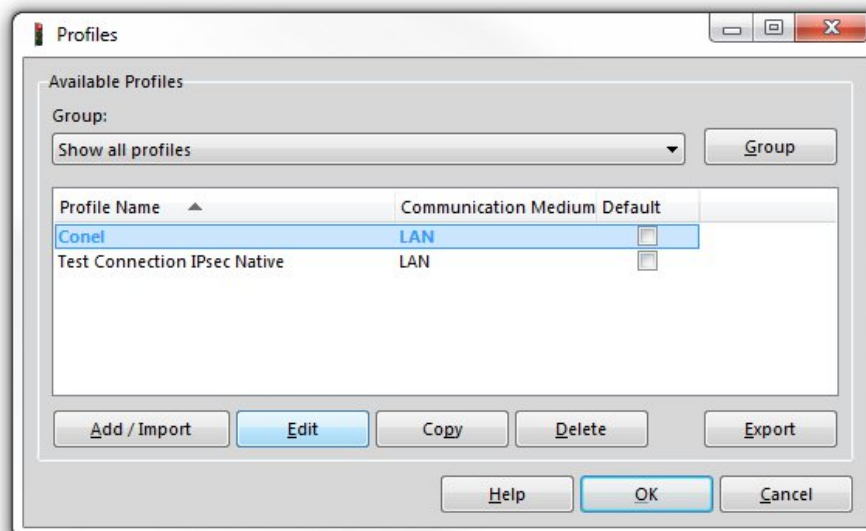 Profiles
Available Profiles
Group:
Show all profiles
Group
Profile Name Communication Medium Default
Conel LAN
Test Connection IPsec Native LAN
Add / Import Edit Copy Delete Export
Help OK Cancel